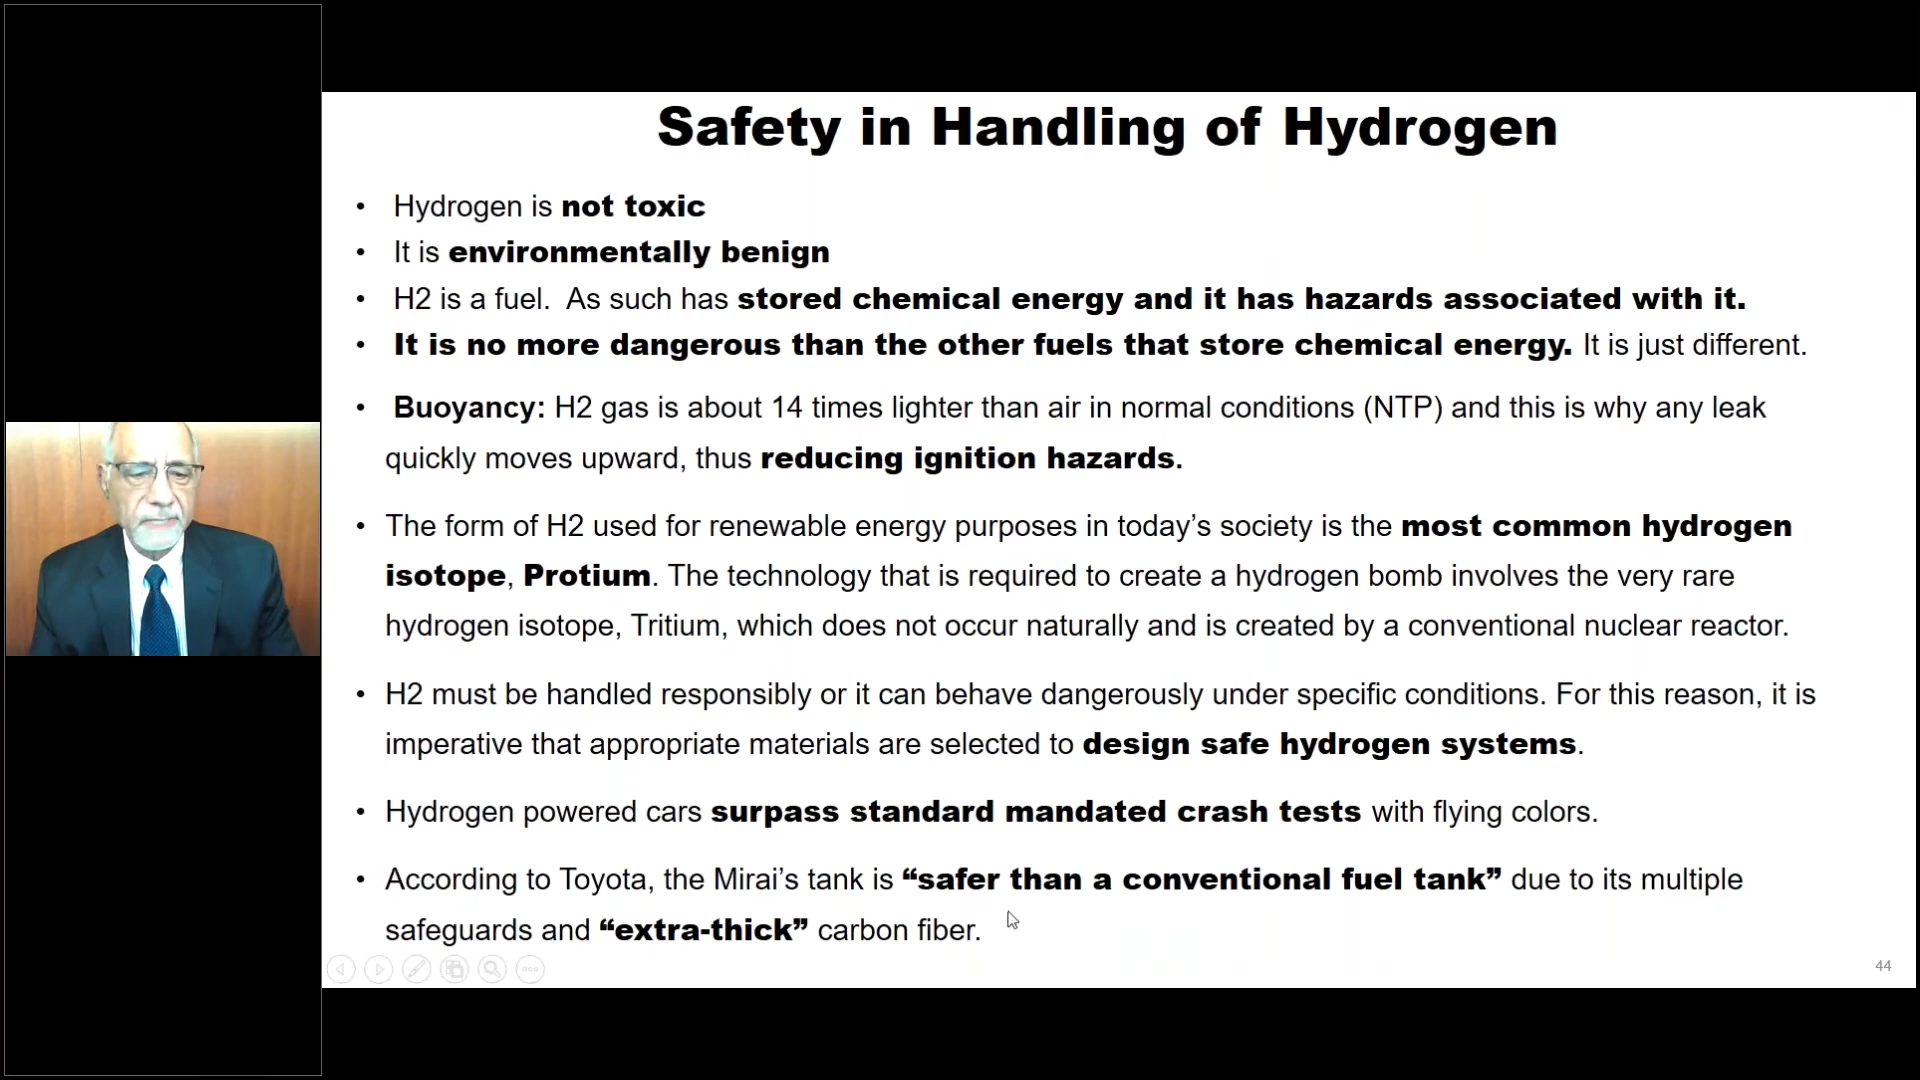 Safety in Handling of Hydrogen
• Hydrogen is not toxic
• It is environmentally benign
• H2 is a fuel.  As such has stored chemical energy and it has hazards associated with it.
• It is no more dangerous than the other fuels that store chemical energy. It is just different.
• Buoyancy: H2 gas is about 14 times lighter than air in normal conditions (NTP) and this is why any leak
quickly moves upward, thus reducing ignition hazards.
• The form of H2 used for renewable energy purposes in today’s society is the most common hydrogen
isotope, Protium. The technology that is required to create a hydrogen bomb involves the very rare
hydrogen isotope, Tritium, which does not occur naturally and is created by a conventional nuclear reactor.
• H2 must be handled responsibly or it can behave dangerously under specific conditions. For this reason, it is
imperative that appropriate materials are selected to design safe hydrogen systems.
• Hydrogen powered cars surpass standard mandated crash tests with flying colors.
• According to Toyota, the Mirai’s tank is “safer than a conventional fuel tank” due to its multiple
safeguards and “extra-thick” carbon fiber.
44